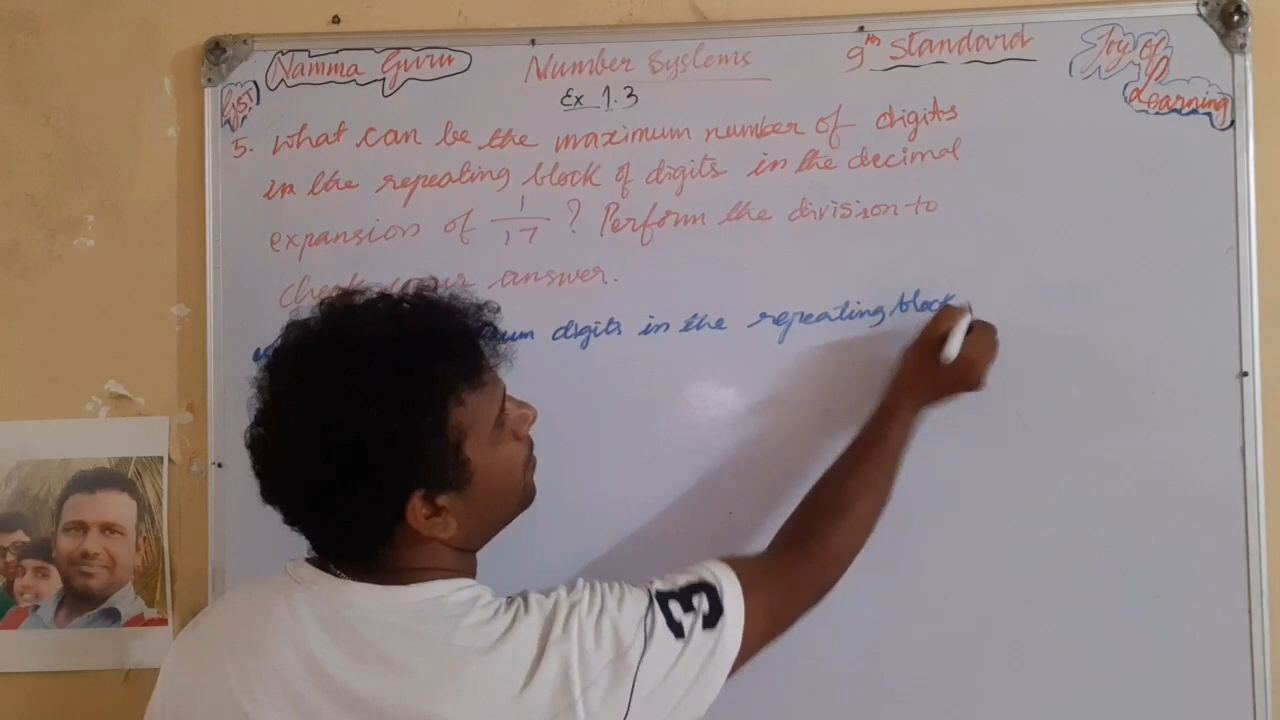 Namma Guru Number Systems 9th Standard Joy of Learning
GST Ex 1.3
5. What can be the maximum number of digits
in the repeating block of digits in the decimal
expansion of 1/17 ? Perform the division to
answer.
digits in the repeating block
3